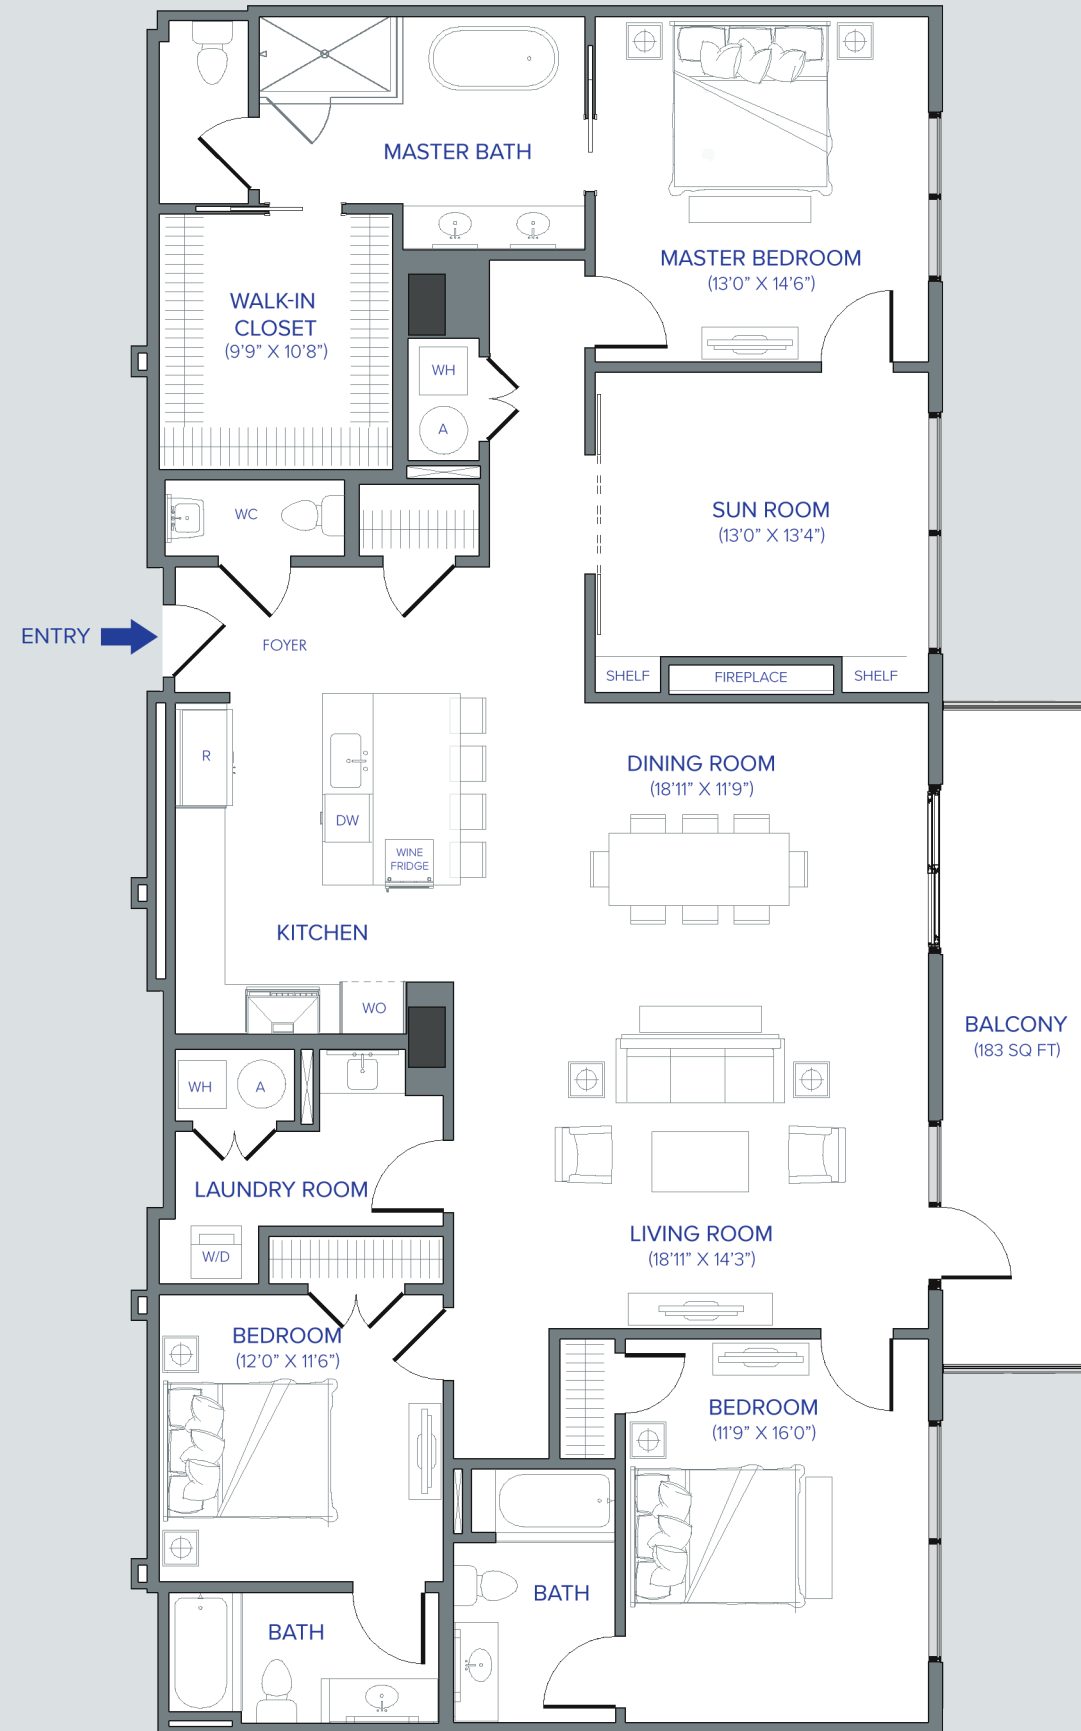 MASTER BATH
MASTER BEDROOM
(13'0" X 14'6")
WALK-IN
CLOSET
(9'9" X 10'8")
WH
A
WC
SUN ROOM
(13'0" X 13'4")
ENTRY
FOYER
SHELF
FIREPLACE
SHELF
R
DINING ROOM
(18'11" X 11'9")
DW
WINE
FRIDGE
KITCHEN
WO
BALCONY
(183 SQ FT)
WH
A
LAUNDRY ROOM
W/D
LIVING ROOM
(18'11" X 14'3")
BEDROOM
(12'0" X 11'6")
BEDROOM
(11'9" X 16'0")
BATH
BATH